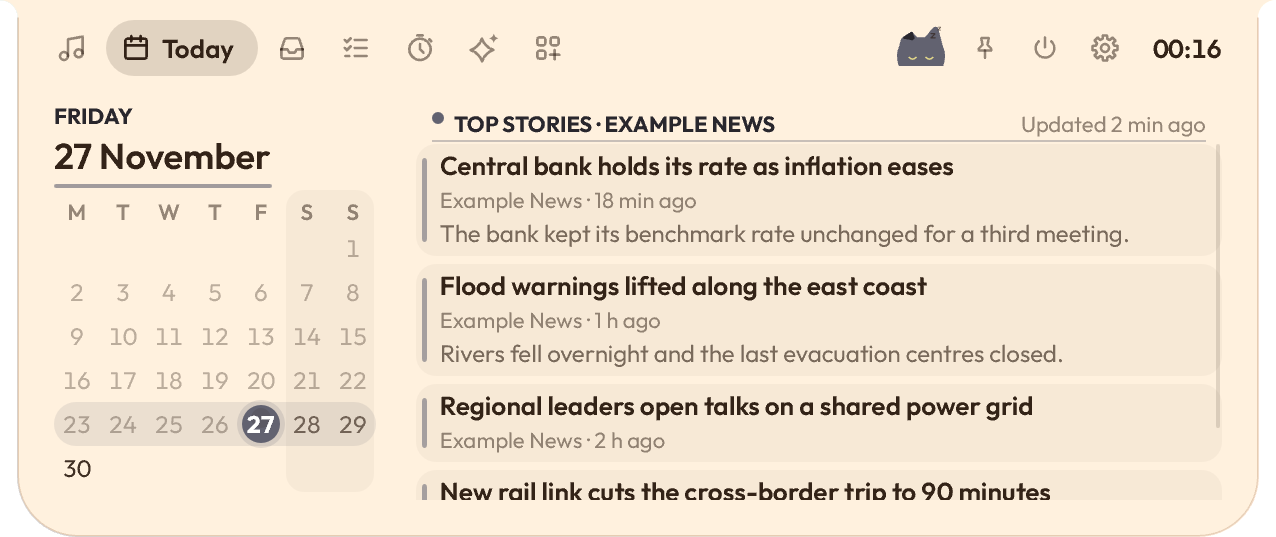 Today
00:16
FRIDAY
27 November
M T W T F S S
1
2 3 4 5 6 7 8
9 10 11 12 13 14 15
16 17 18 19 20 21 22
23 24 25 26 27 28 29
30
TOP STORIES · EXAMPLE NEWS
Updated 2 min ago
Central bank holds its rate as inflation eases
Example News · 18 min ago
The bank kept its benchmark rate unchanged for a third meeting.
Flood warnings lifted along the east coast
Example News · 1 h ago
Rivers fell overnight and the last evacuation centres closed.
Regional leaders open talks on a shared power grid
Example News · 2 h ago
New rail link cuts the cross-border trip to 90 minutes